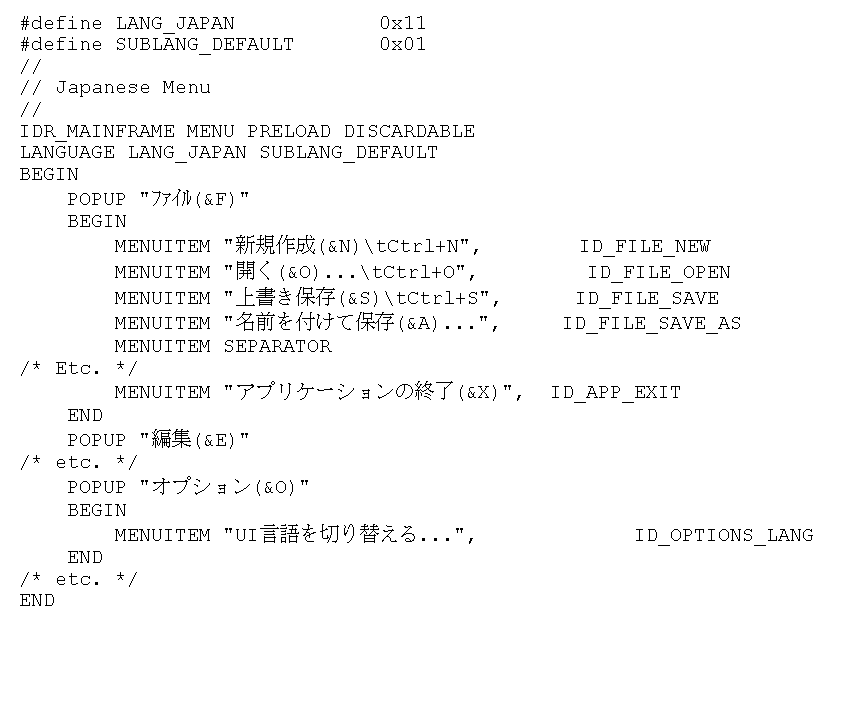 #define LANG_JAPAN            0x11
#define SUBLANG_DEFAULT       0x01
//
// Japanese Menu
//
IDR_MAINFRAME MENU PRELOAD DISCARDABLE
LANGUAGE LANG_JAPAN SUBLANG_DEFAULT
BEGIN
    POPUP "ﾌｧｲﾙ(&F)"
    BEGIN
        MENUITEM "新規作成(&N)\tCtrl+N",        ID_FILE_NEW
        MENUITEM "開く(&O)...\tCtrl+O",         ID_FILE_OPEN
        MENUITEM "上書き保存(&S)\tCtrl+S",      ID_FILE_SAVE
        MENUITEM "名前を付けて保存(&A)...",     ID_FILE_SAVE_AS
        MENUITEM SEPARATOR
/* Etc. */
        MENUITEM "アプリケーションの終了(&X)",  ID_APP_EXIT
    END
    POPUP "編集(&E)"
/* etc. */
    POPUP "オプション(&O)"
    BEGIN
        MENUITEM "UI言語を切り替える...",             ID_OPTIONS_LANG
    END
/* etc. */
END